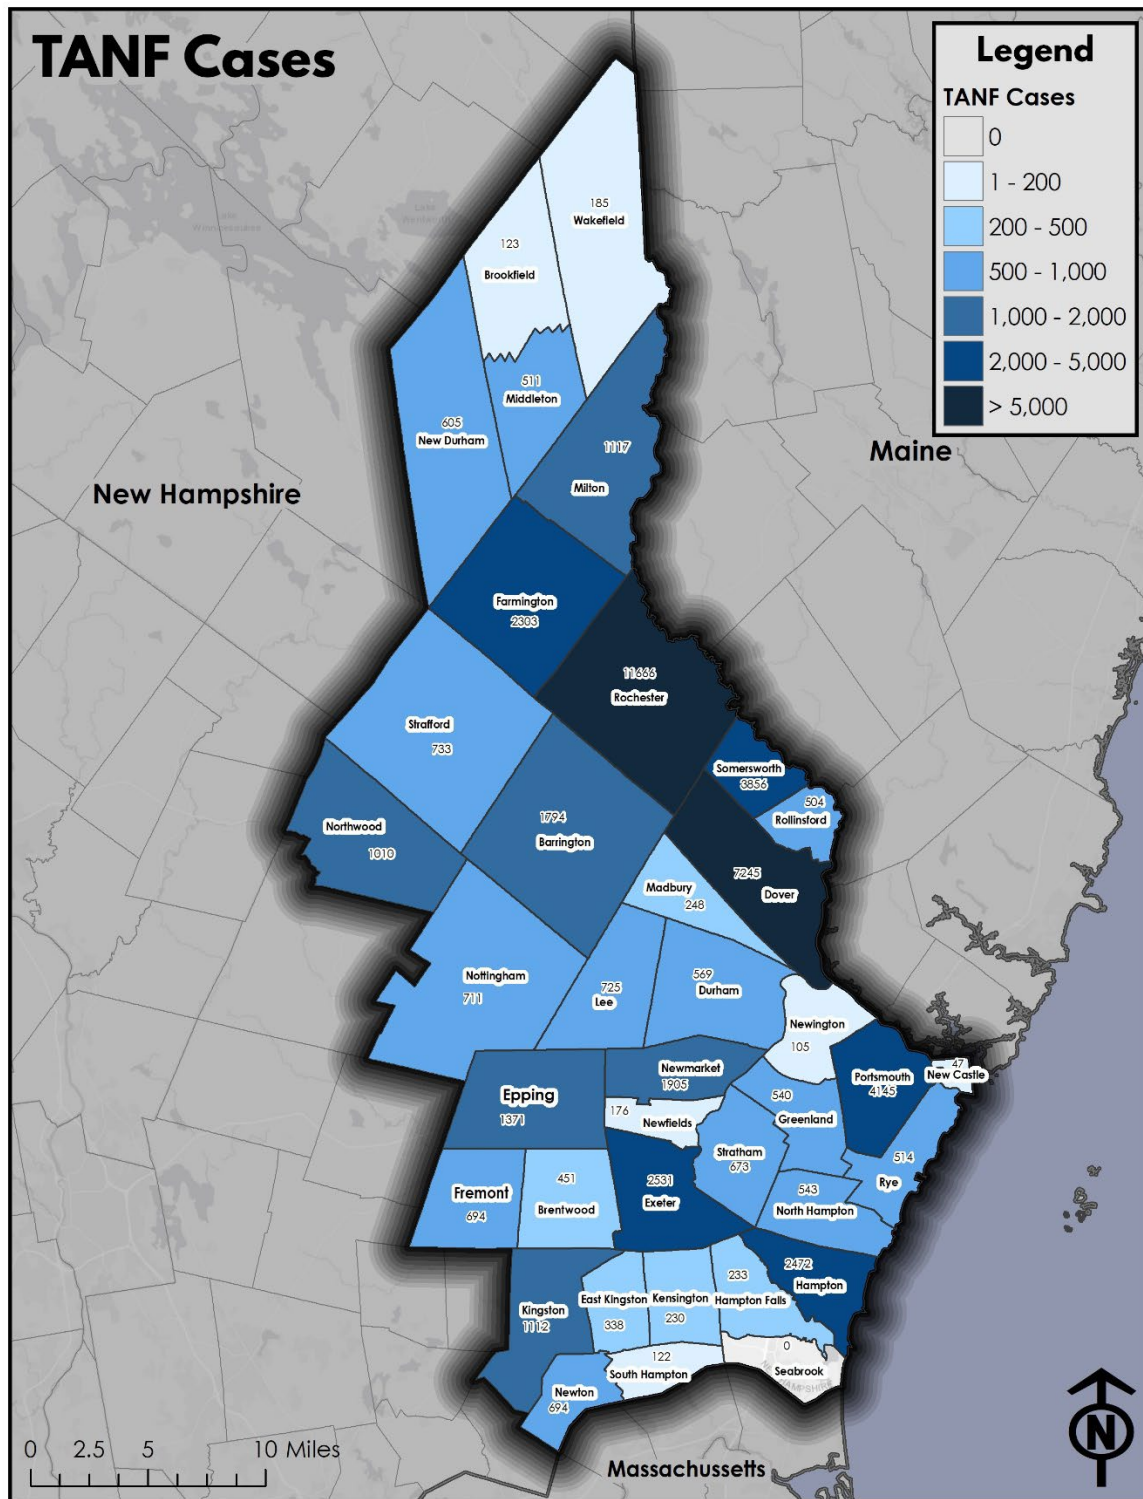 TANF Cases
Legend
TANF Cases
0
1 - 200
200 - 500
500 - 1,000
1,000 - 2,000
2,000 - 5,000
> 5,000
185
Wakefield
123
Brookfield
511
Middleton
605
New Durham
Maine
1117
Milton
New Hampshire
Farmington
2303
11666
Rochester
Strafford
733
Somersworth
3856
504
Rollinsford
Northwood
1010
1794
Barrington
7245
Dover
Madbury
248
Nottingham
711
725
Lee
569
Durham
Newington
105
Newmarket
1905
Epping
1371
Portsmouth
4145
47
New Castle
540
Greenland
176
Newfields
Stratham
673
514
Rye
Fremont
694
451
Brentwood
2531
Exeter
543
North Hampton
2472
Hampton
233
Hampton Falls
Kensington
230
East Kingston
338
Kingston
1112
122
South Hampton
0
Seabrook
Newton
694
0 2.5 5 10 Miles
Massachussetts
N